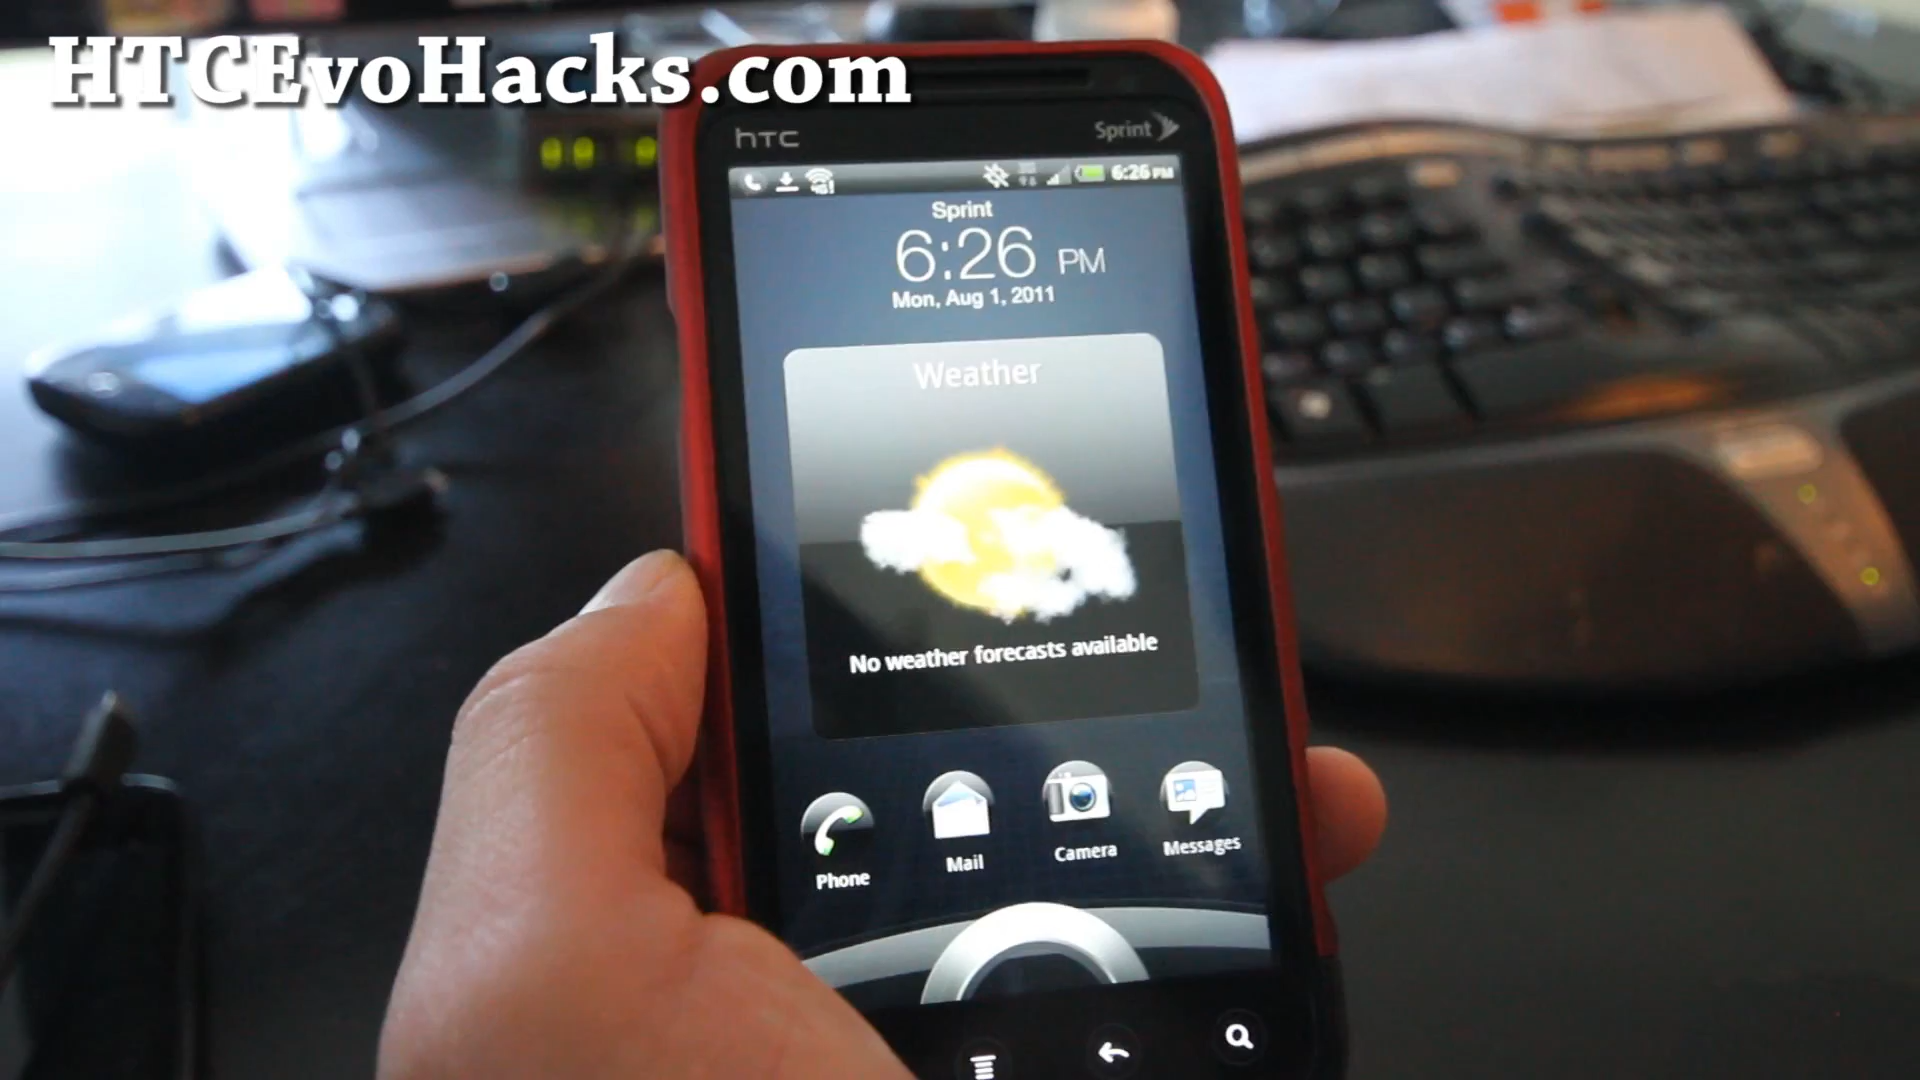 HTCEvoHacks.com
hTC
Sprint
4G!
6:26 PM
Sprint
6:26 PM
Mon, Aug 1, 2011
Weather
No weather forecasts available
Phone
Mail
Camera
Messages